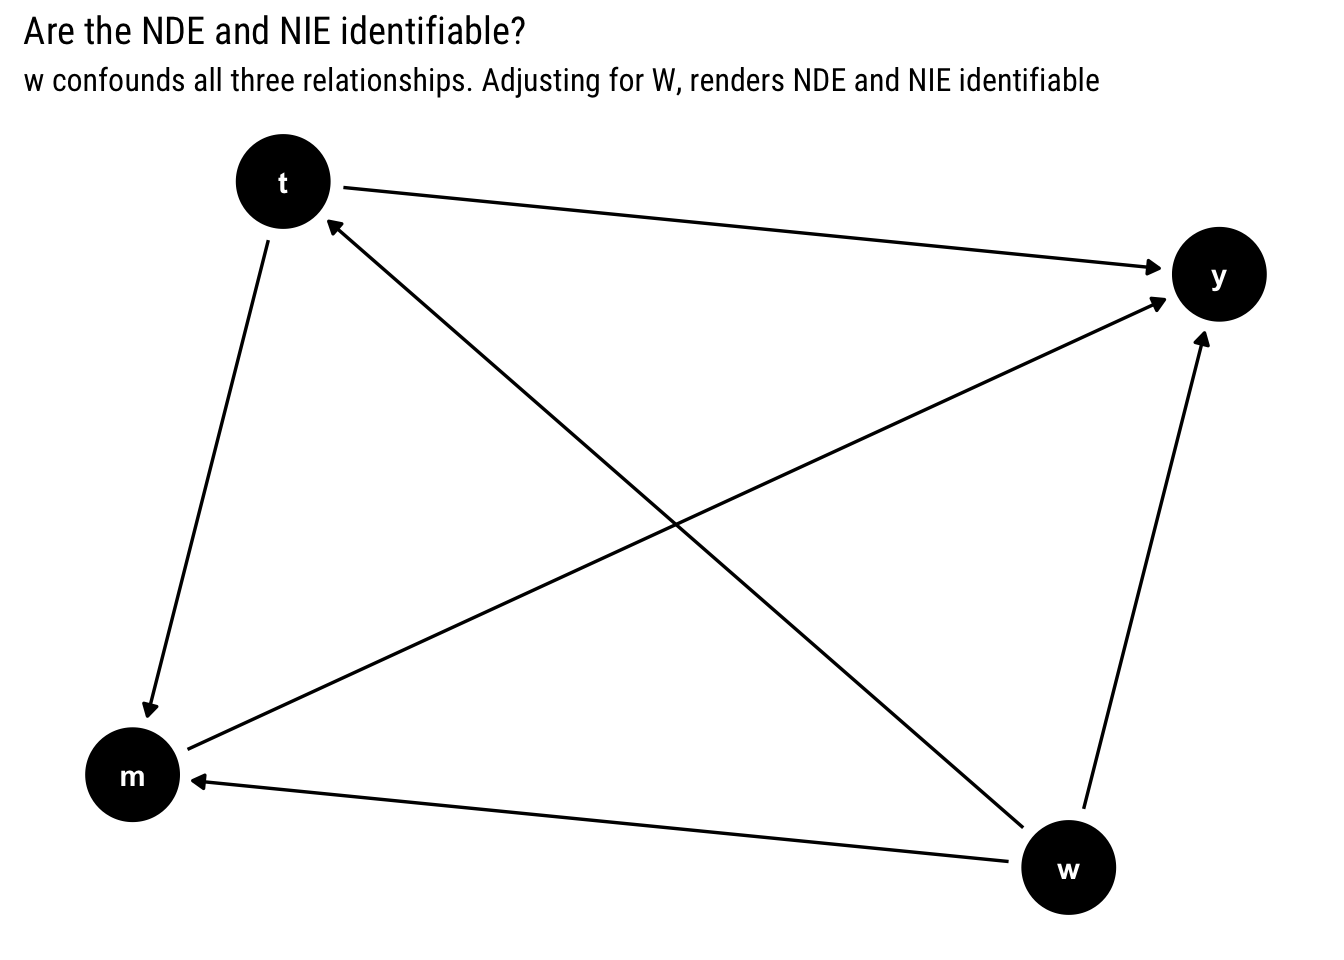 Are the NDE and NIE identifiable?
w confounds all three relationships. Adjusting for W, renders NDE and NIE identifiable
t
y
m
w